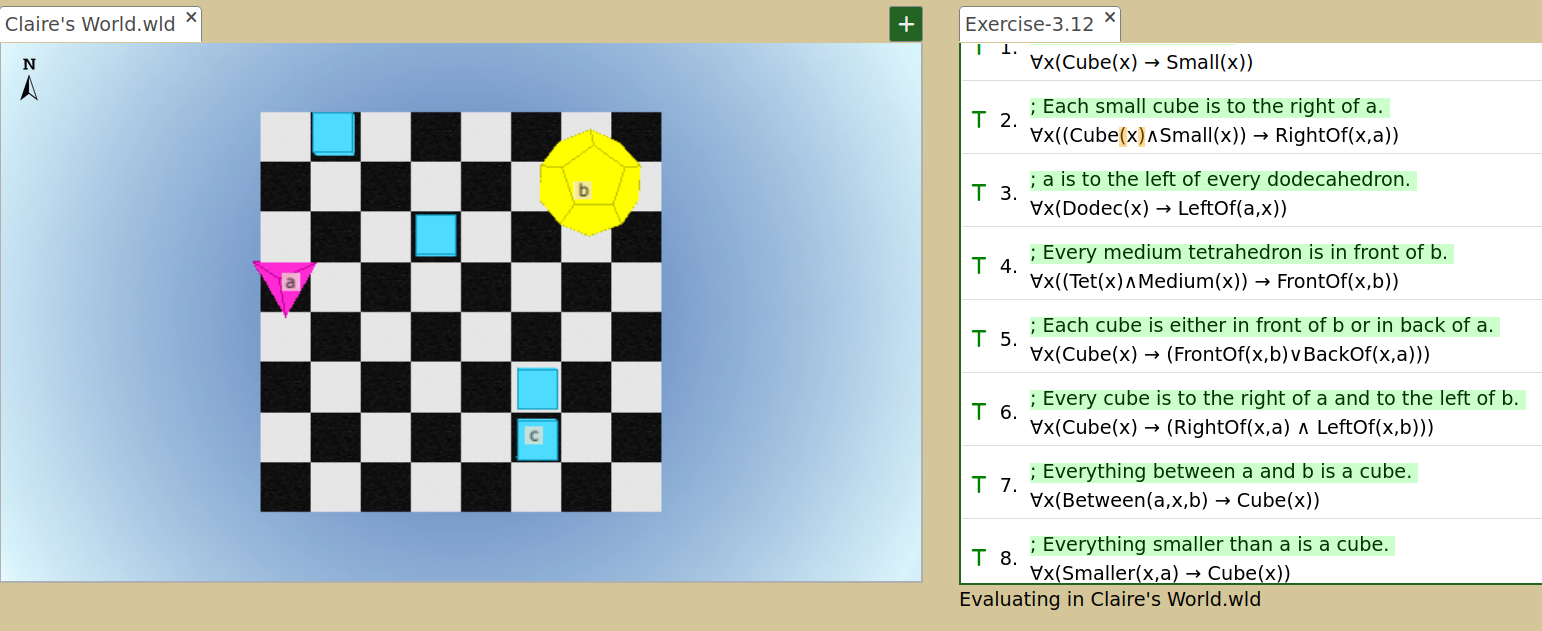 Claire's World.wld ×
+
Exercise-3.12 ×
N
b
a
c
T 1.
∀x(Cube(x) → Small(x))
; Each small cube is to the right of a.
T 2.
∀x((Cube(x)∧Small(x)) → RightOf(x,a))
; a is to the left of every dodecahedron.
T 3.
∀x(Dodec(x) → LeftOf(a,x))
; Every medium tetrahedron is in front of b.
T 4.
∀x((Tet(x)∧Medium(x)) → FrontOf(x,b))
; Each cube is either in front of b or in back of a.
T 5.
∀x(Cube(x) → (FrontOf(x,b)∨BackOf(x,a)))
; Every cube is to the right of a and to the left of b.
T 6.
∀x(Cube(x) → (RightOf(x,a) ∧ LeftOf(x,b)))
; Everything between a and b is a cube.
T 7.
∀x(Between(a,x,b) → Cube(x))
; Everything smaller than a is a cube.
T 8.
∀x(Smaller(x,a) → Cube(x))
Evaluating in Claire's World.wld